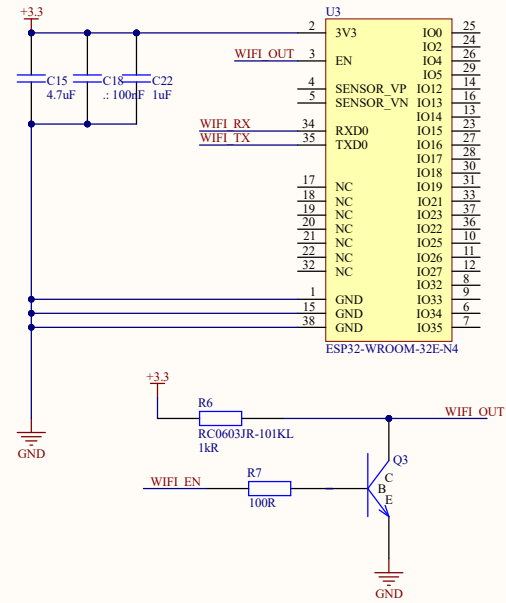 +3.3
U3
2 3V3 IO0 25
IO2 24
WIFI_OUT 3 EN IO4 26
IO5 29
C15 C18 C22 4 SENSOR_VP IO12 14
4.7uF .: 100nF 1uF 5 SENSOR_VN IO13 16
IO14 13
WIFI_RX 34 RXD0 IO15 23
WIFI_TX 35 TXD0 IO16 27
IO17 28
IO18 30
17 NC IO19 31
18 NC IO21 33
19 NC IO23 37
20 NC IO22 36
21 NC IO25 10
22 NC IO26 11
32 NC IO27 12
IO32 8
1 GND IO33 9
15 GND IO34 6
38 GND IO35 7
ESP32-WROOM-32E-N4
+3.3
R6
WIFI_OUT
RC0603JR-101KL
1kR
GND
Q3
R7
C
WIFI_EN
B
E
100R
GND